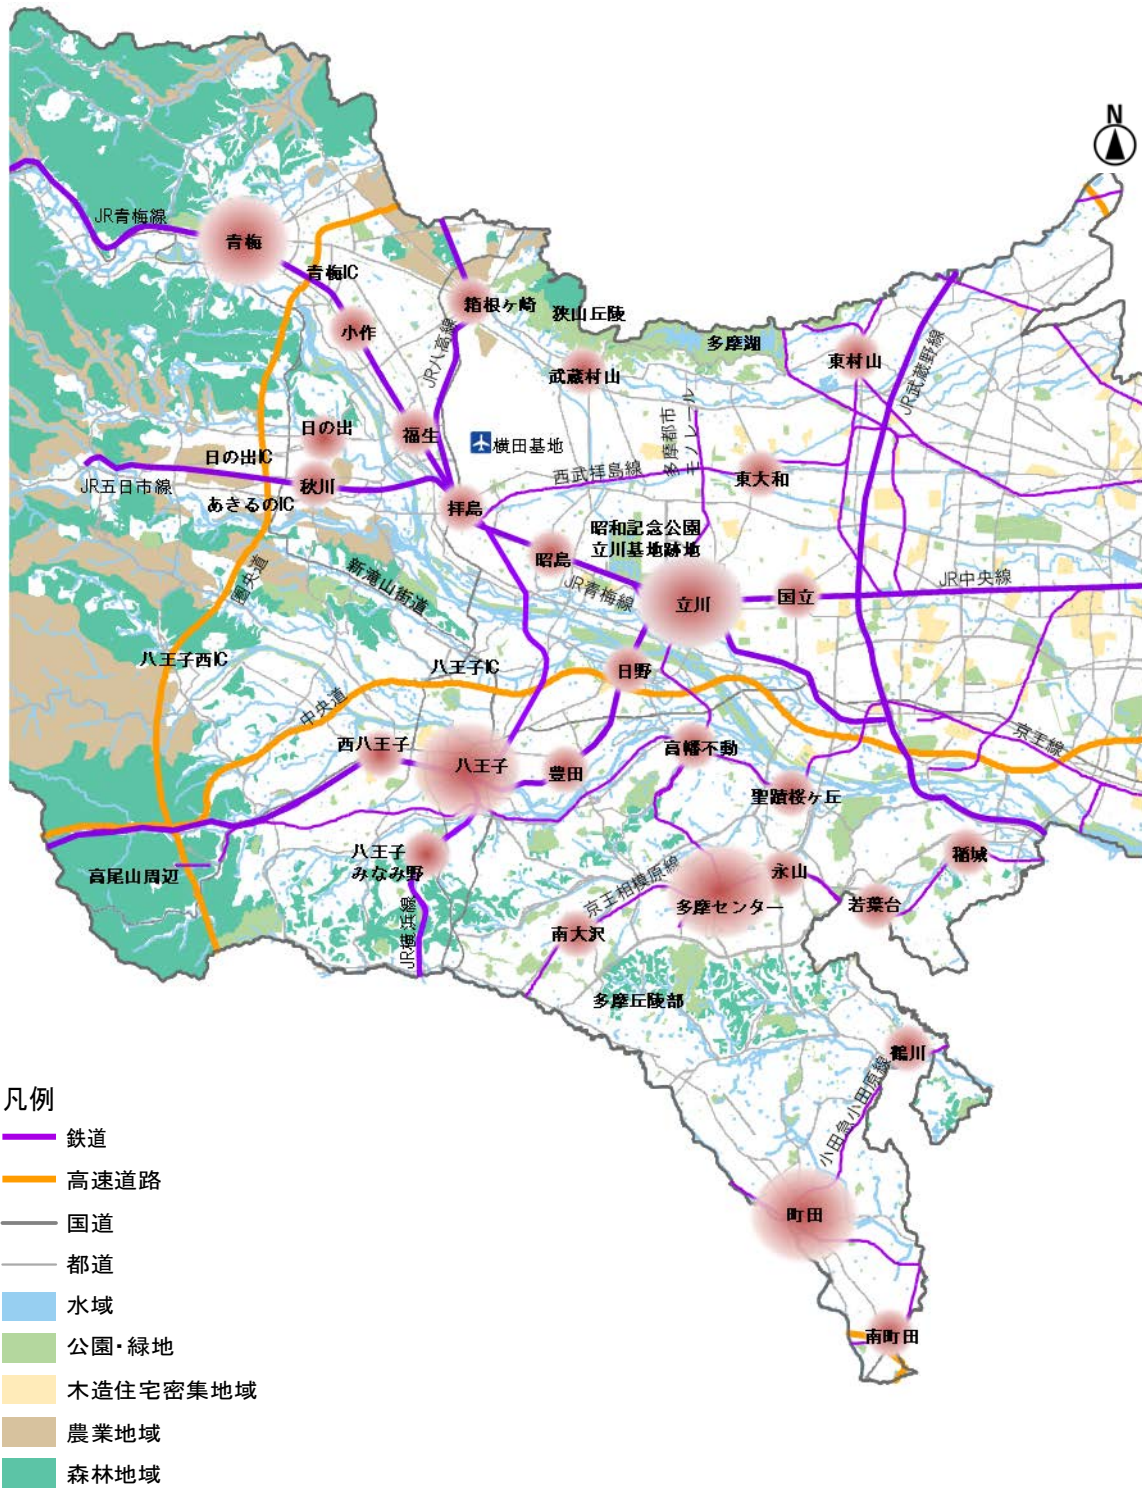 N
JR青梅線
青梅
青梅IC
小作
箱根ヶ崎
狭山丘陵
多摩湖
東村山
JR武蔵野線
JR八高線
武蔵村山
福生
横田基地
多摩都市
モノレール
日の出
日の出IC
JR五日市線
秋川
あきるのIC
拝島
西武拝島線
東大和
昭和記念公園
立川基地跡地
昭島
JR青梅線
立川
国立
JR中央線
圏央道
新滝山街道
八王子西IC
八王子IC
中央道
日野
西八王子
八王子
豊田
高幡不動
聖蹟桜ヶ丘
京王線
高尾山周辺
八王子
みなみ野
JR横浜線
京王相模原線
多摩センター
永山
若葉台
稲城
南大沢
多摩丘陵部
鶴川
小田急小田原線
町田
南町田
凡例
鉄道
高速道路
国道
都道
水域
公園・緑地
木造住宅密集地域
農業地域
森林地域